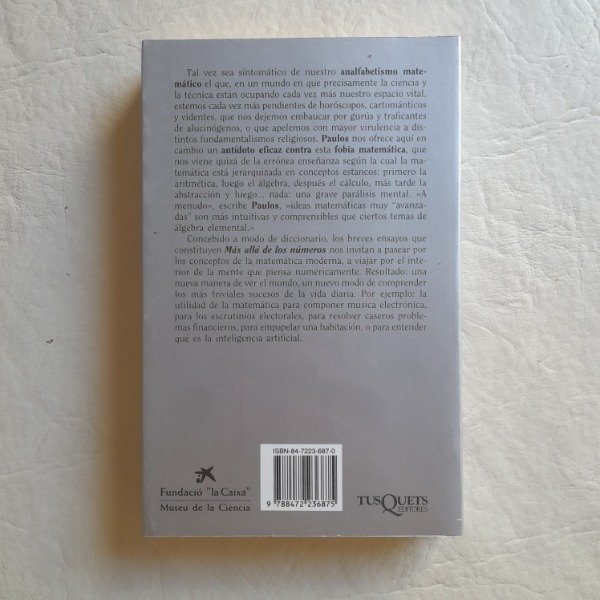 Tal vez sea sintomático de nuestro analfabetismo mate-
mático el que, en un mundo en que precisamente la ciencia y
la técnica están ocupando cada vez más nuestro espacio vital,
estemos cada vez más pendientes de horóscopos, cartománticos
y videntes, que nos dejemos embaucar por gurús y traficantes
de alucinógenos, o que apelemos con mayor virulencia a dis-
tintos fundamentalismos religiosos. Paulos nos ofrece aquí en
cambio un antídoto eficaz contra esta fobia matemática, que
nos viene quizá de la errónea enseñanza según la cual la ma-
temática está jerarquizada en conceptos estancos: primero la
aritmética, luego el álgebra, después el cálculo, más tarde la
abstracción y luego... nada: una grave parálisis mental. «A
menudo», escribe Paulos, «ideas matemáticas muy "avanza-
das" son más intuitivas y comprensibles que ciertos temas de
álgebra elemental.»
Concebido a modo de diccionario, los breves ensayos que
constituyen Más allá de los números nos invitan a pasear por
los conceptos de la matemática moderna, a viajar por el inte-
rior de la mente que piensa numéricamente. Resultado: una
nueva manera de ver el mundo, un nuevo modo de comprender
los más triviales sucesos de la vida diaria. Por ejemplo: la
utilidad de la matemática para componer música electrónica,
para los escrutinios electorales, para resolver caseros proble-
mas financieros, para empapelar una habitación, o para entender
qué es la inteligencia artificial.
ISBN-84-7223-687-0
9 788472 236875
Fundació "la Caixa"
Museu de la Ciència
TUSQUETS
EDITORES